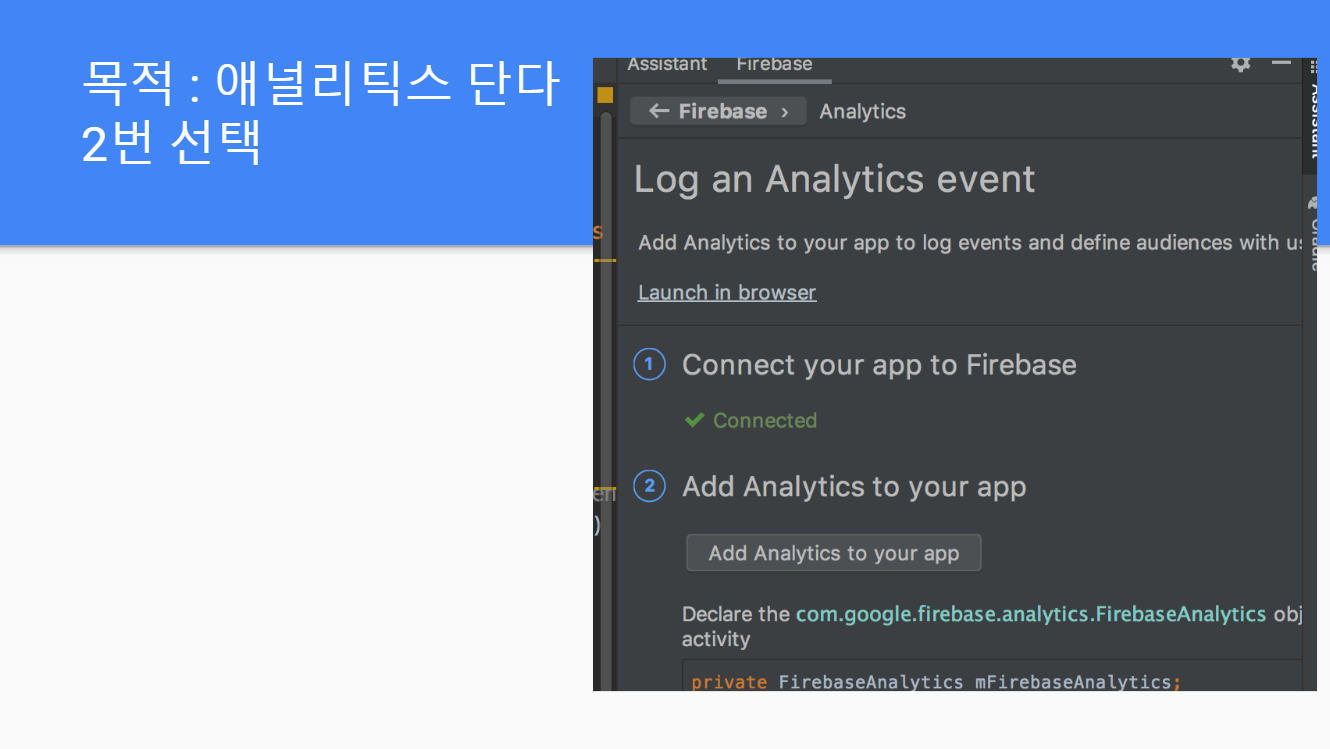 목적 : 애널리틱스 단다
2번 선택
Assistant Firebase
← Firebase › Analytics
Log an Analytics event
Add Analytics to your app to log events and define audiences with
Launch in browser
1 Connect your app to Firebase
✔ Connected
2 Add Analytics to your app
Add Analytics to your app
Declare the com.google.firebase.analytics.FirebaseAnalytics
activity
private FirebaseAnalytics mFirebaseAnalytics;